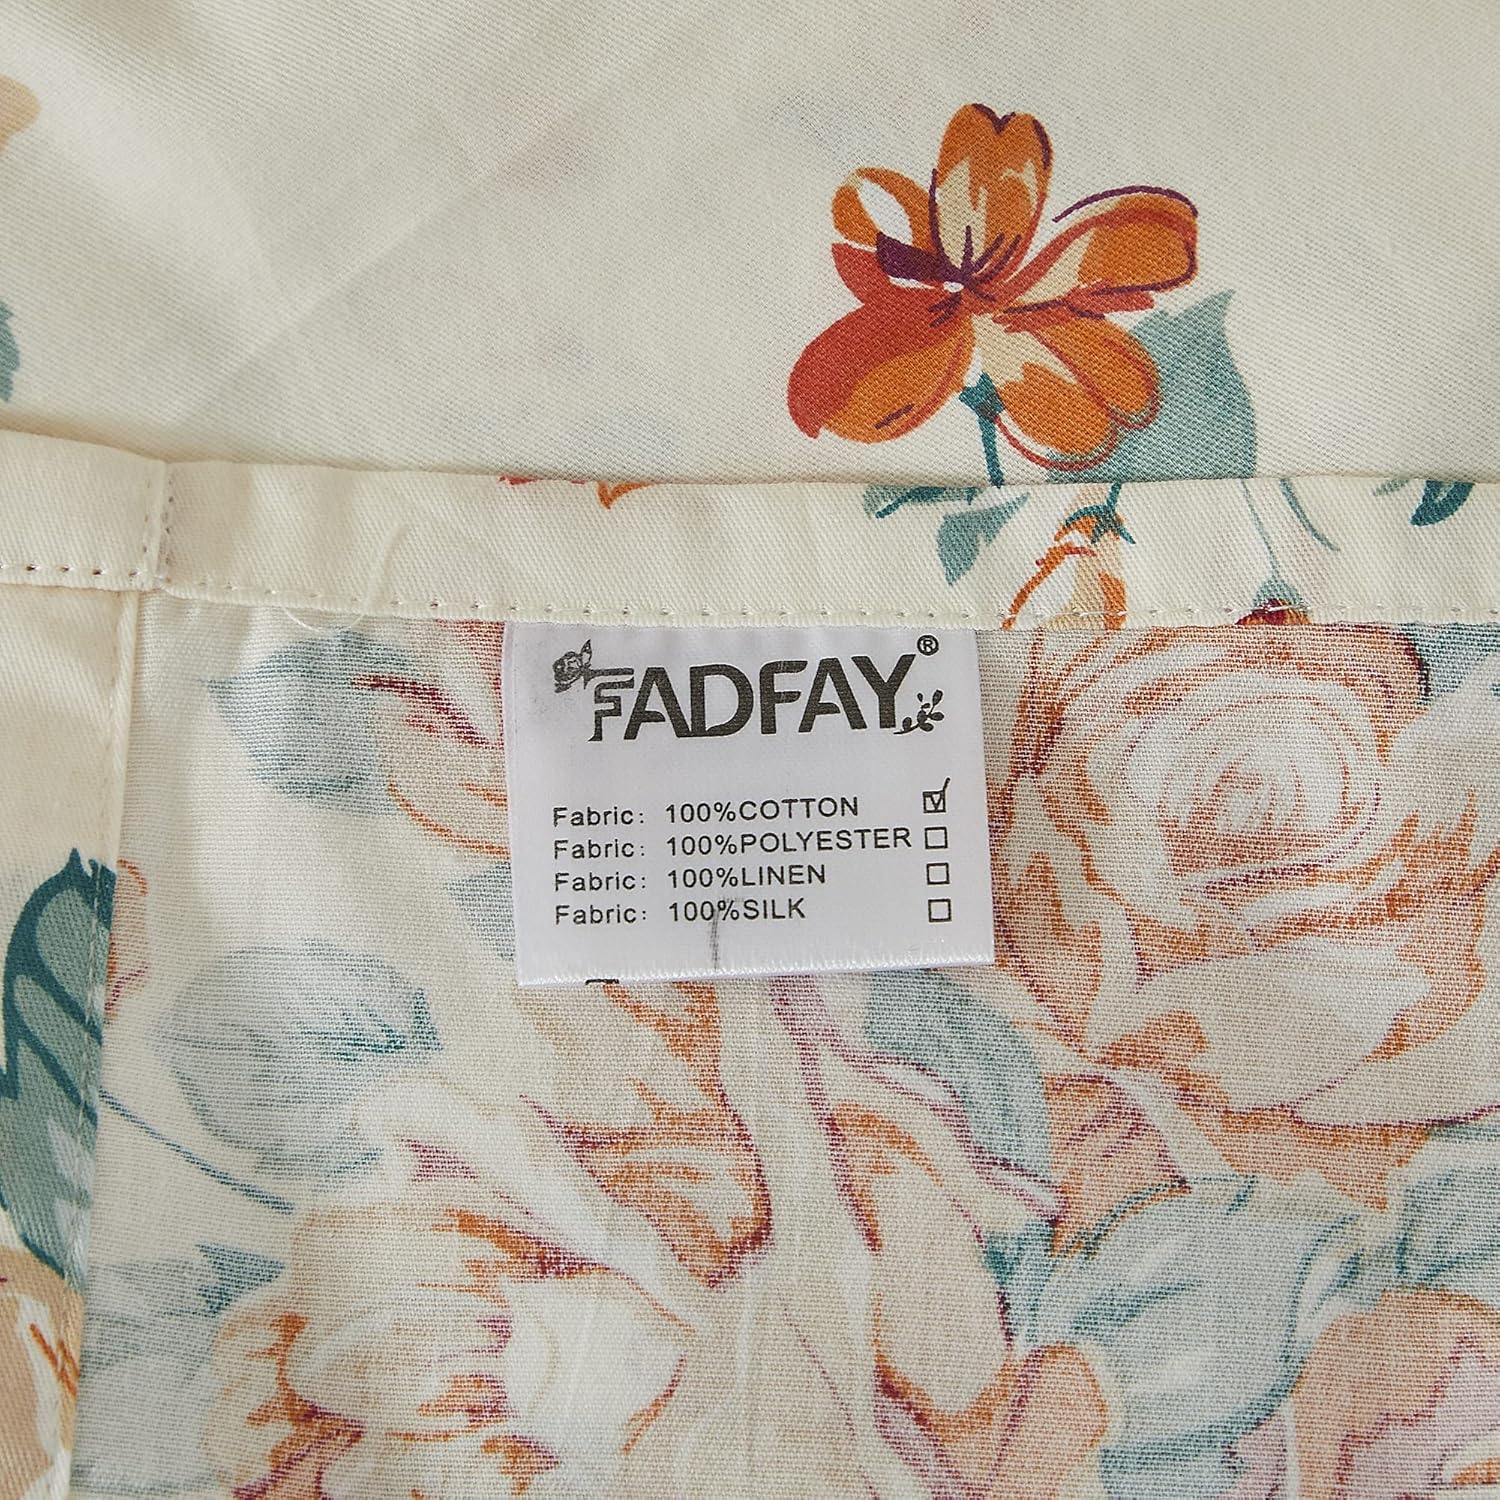 FADFAY®
Fabric: 100%COTTON ☑
Fabric: 100%POLYESTER ☐
Fabric: 100%LINEN ☐
Fabric: 100%SILK ☐